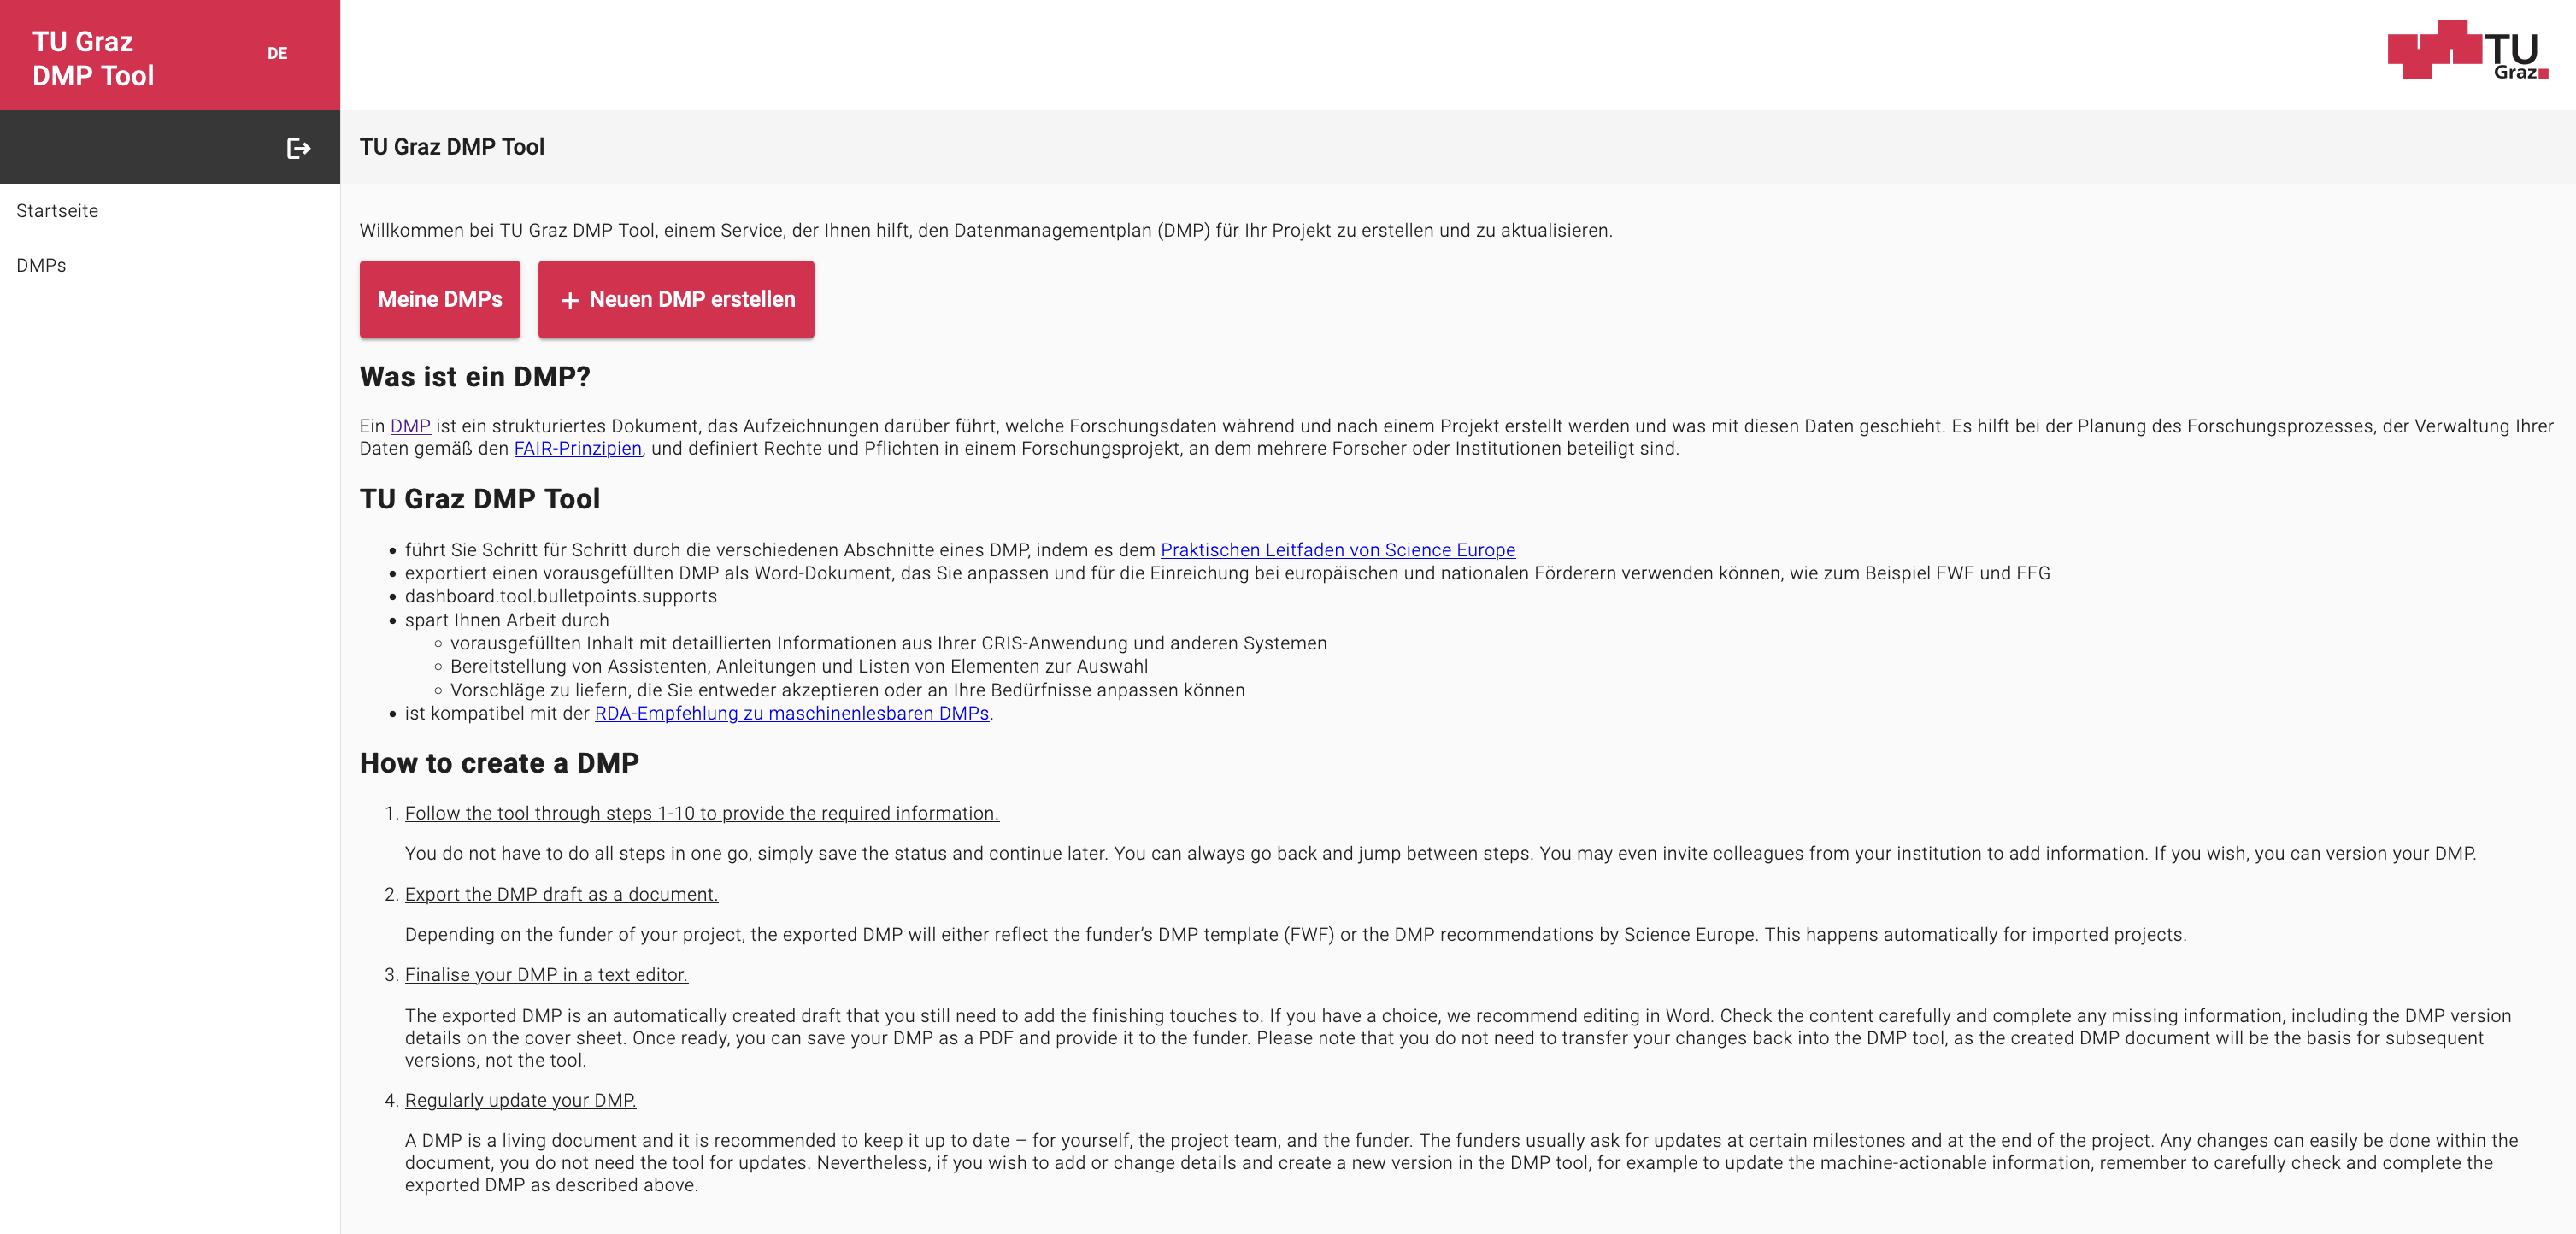 TU Graz
DMP Tool
DE
TU
Graz
TU Graz DMP Tool
Startseite
DMPs
Willkommen bei TU Graz DMP Tool, einem Service, der Ihnen hilft, den Datenmanagementplan (DMP) für Ihr Projekt zu erstellen und zu aktualisieren.
Meine DMPs
+ Neuen DMP erstellen
Was ist ein DMP?
Ein DMP ist ein strukturiertes Dokument, das Aufzeichnungen darüber führt, welche Forschungsdaten während und nach einem Projekt erstellt werden und was mit diesen Daten geschieht. Es hilft bei der Planung des Forschungsprozesses, der Verwaltung Ihrer
Daten gemäß den FAIR-Prinzipien, und definiert Rechte und Pflichten in einem Forschungsprojekt, an dem mehrere Forscher oder Institutionen beteiligt sind.
TU Graz DMP Tool
• führt Sie Schritt für Schritt durch die verschiedenen Abschnitte eines DMP, indem es dem Praktischen Leitfaden von Science Europe
• exportiert einen vorausgefüllten DMP als Word-Dokument, das Sie anpassen und für die Einreichung bei europäischen und nationalen Förderern verwenden können, wie zum Beispiel FWF und FFG
• dashboard.tool.bulletpoints.supports
• spart Ihnen Arbeit durch
◦ vorausgefüllten Inhalt mit detaillierten Informationen aus Ihrer CRIS-Anwendung und anderen Systemen
◦ Bereitstellung von Assistenten, Anleitungen und Listen von Elementen zur Auswahl
◦ Vorschläge zu liefern, die Sie entweder akzeptieren oder an Ihre Bedürfnisse anpassen können
• ist kompatibel mit der RDA-Empfehlung zu maschinenlesbaren DMPs.
How to create a DMP
1. Follow the tool through steps 1-10 to provide the required information.
You do not have to do all steps in one go, simply save the status and continue later. You can always go back and jump between steps. You may even invite colleagues from your institution to add information. If you wish, you can version your DMP.
2. Export the DMP draft as a document.
Depending on the funder of your project, the exported DMP will either reflect the funder’s DMP template (FWF) or the DMP recommendations by Science Europe. This happens automatically for imported projects.
3. Finalise your DMP in a text editor.
The exported DMP is an automatically created draft that you still need to add the finishing touches to. If you have a choice, we recommend editing in Word. Check the content carefully and complete any missing information, including the DMP version
details on the cover sheet. Once ready, you can save your DMP as a PDF and provide it to the funder. Please note that you do not need to transfer your changes back into the DMP tool, as the created DMP document will be the basis for subsequent
versions, not the tool.
4. Regularly update your DMP.
A DMP is a living document and it is recommended to keep it up to date – for yourself, the project team, and the funder. The funders usually ask for updates at certain milestones and at the end of the project. Any changes can easily be done within the
document, you do not need the tool for updates. Nevertheless, if you wish to add or change details and create a new version in the DMP tool, for example to update the machine-actionable information, remember to carefully check and complete the
exported DMP as described above.